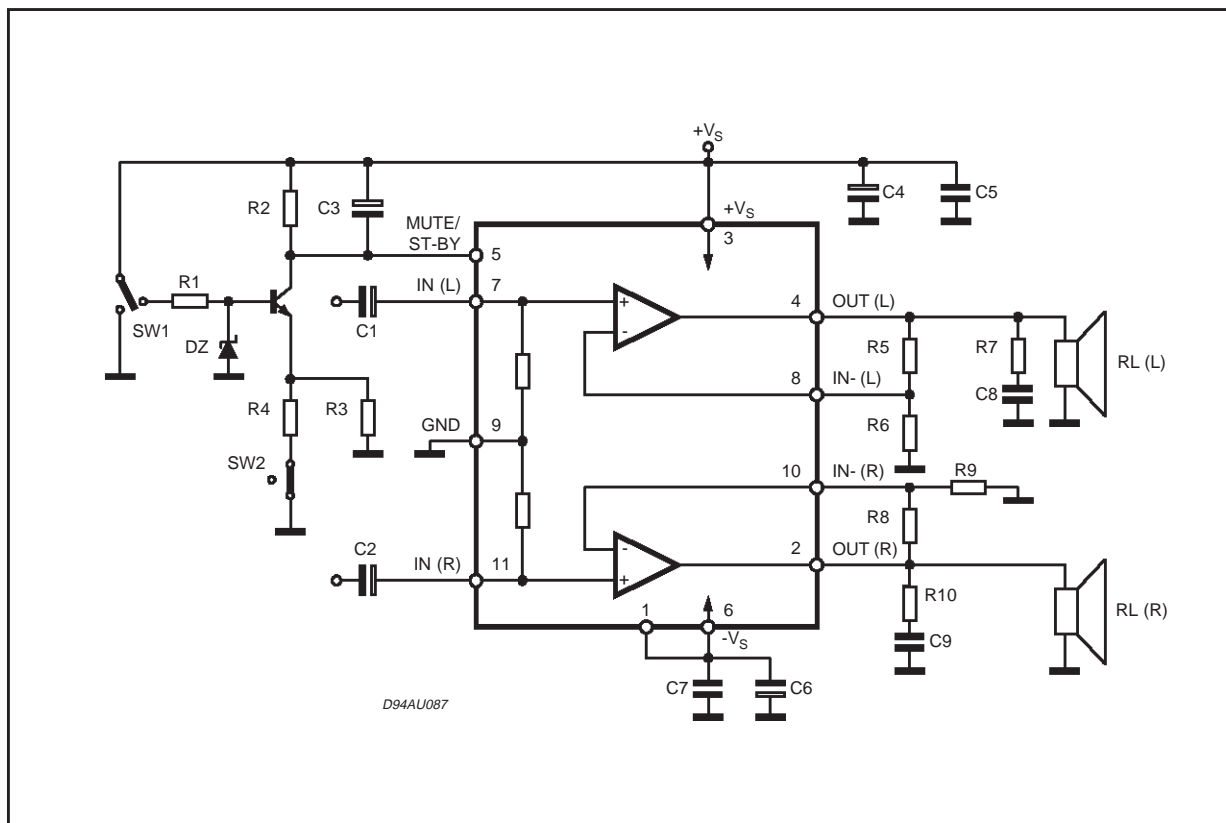 +VS
R2
C3
C4
C5
MUTE/
ST-BY
5
+VS
3
R1
IN (L)
7
4
OUT (L)
SW1
C1
+
-
DZ
R5
R7
RL (L)
8
IN- (L)
C8
R4
R3
GND
9
R6
SW2
10
IN- (R)
R9
R8
C2
IN (R)
11
-
+
2
OUT (R)
R10
RL (R)
1
6
-VS
C9
C7
C6
D94AU087